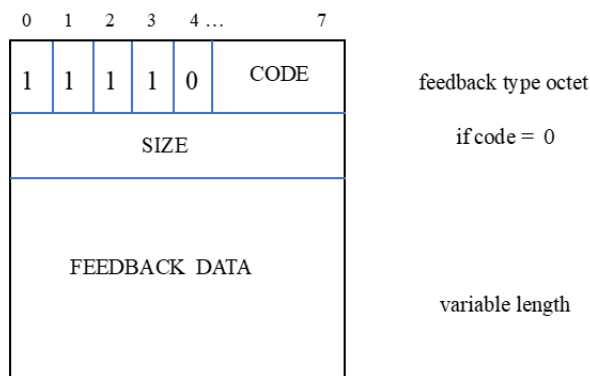 0 1 2 3 4 ... 7
1 1 1 1 0 CODE feedback type octet
SIZE if code = 0
FEEDBACK DATA
variable length